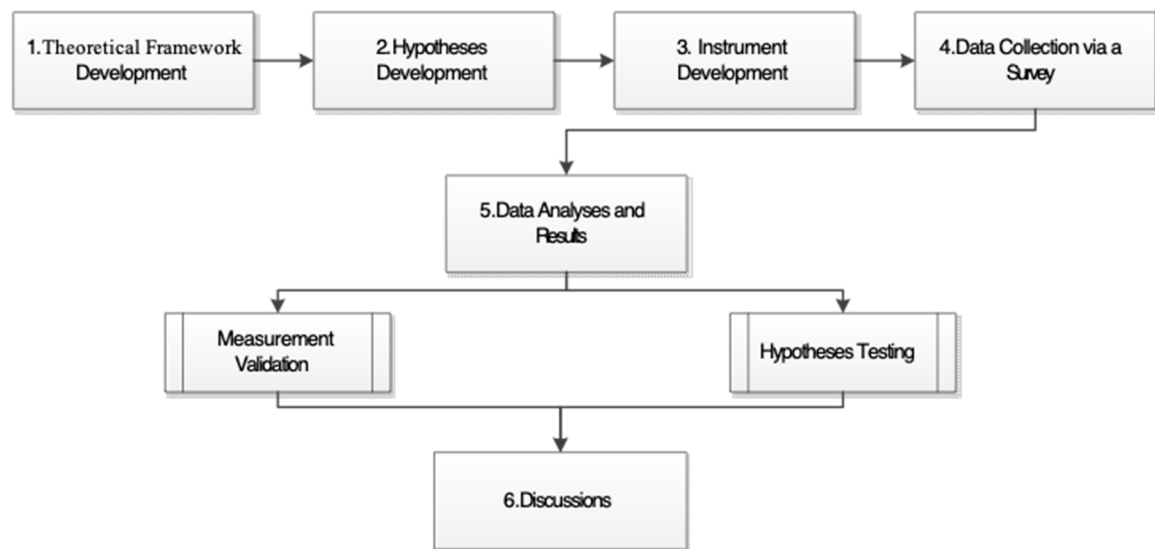 1.Theoretical Framework
Development
2.Hypotheses
Development
3. Instrument
Development
4.Data Collection via a
Survey
5.Data Analyses and
Results
Measurement
Validation
Hypotheses Testing
6.Discussions